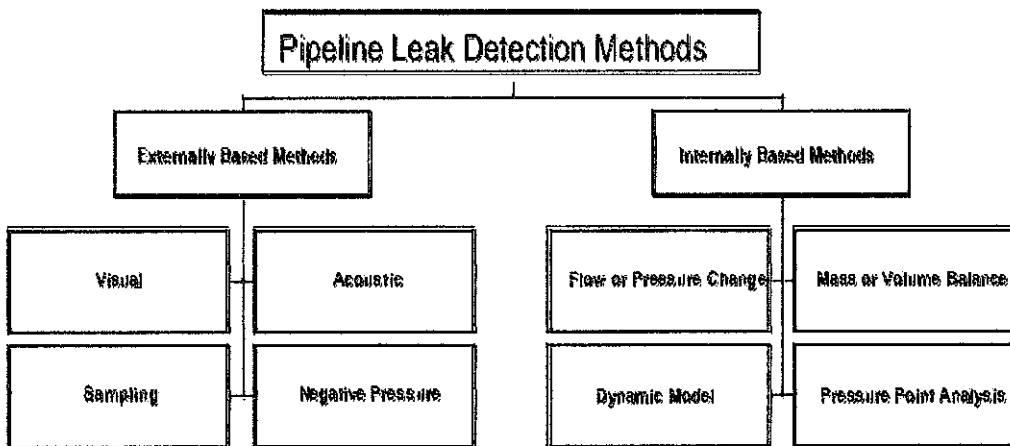 Pipeline Leak Detection Methods
Externally Based Methods
Internally Based Methods
Visual
Acoustic
Flow or Pressure Change
Mass or Volume Balance
Sampling
Negative Pressure
Dynamic Model
Pressure Point Analysis